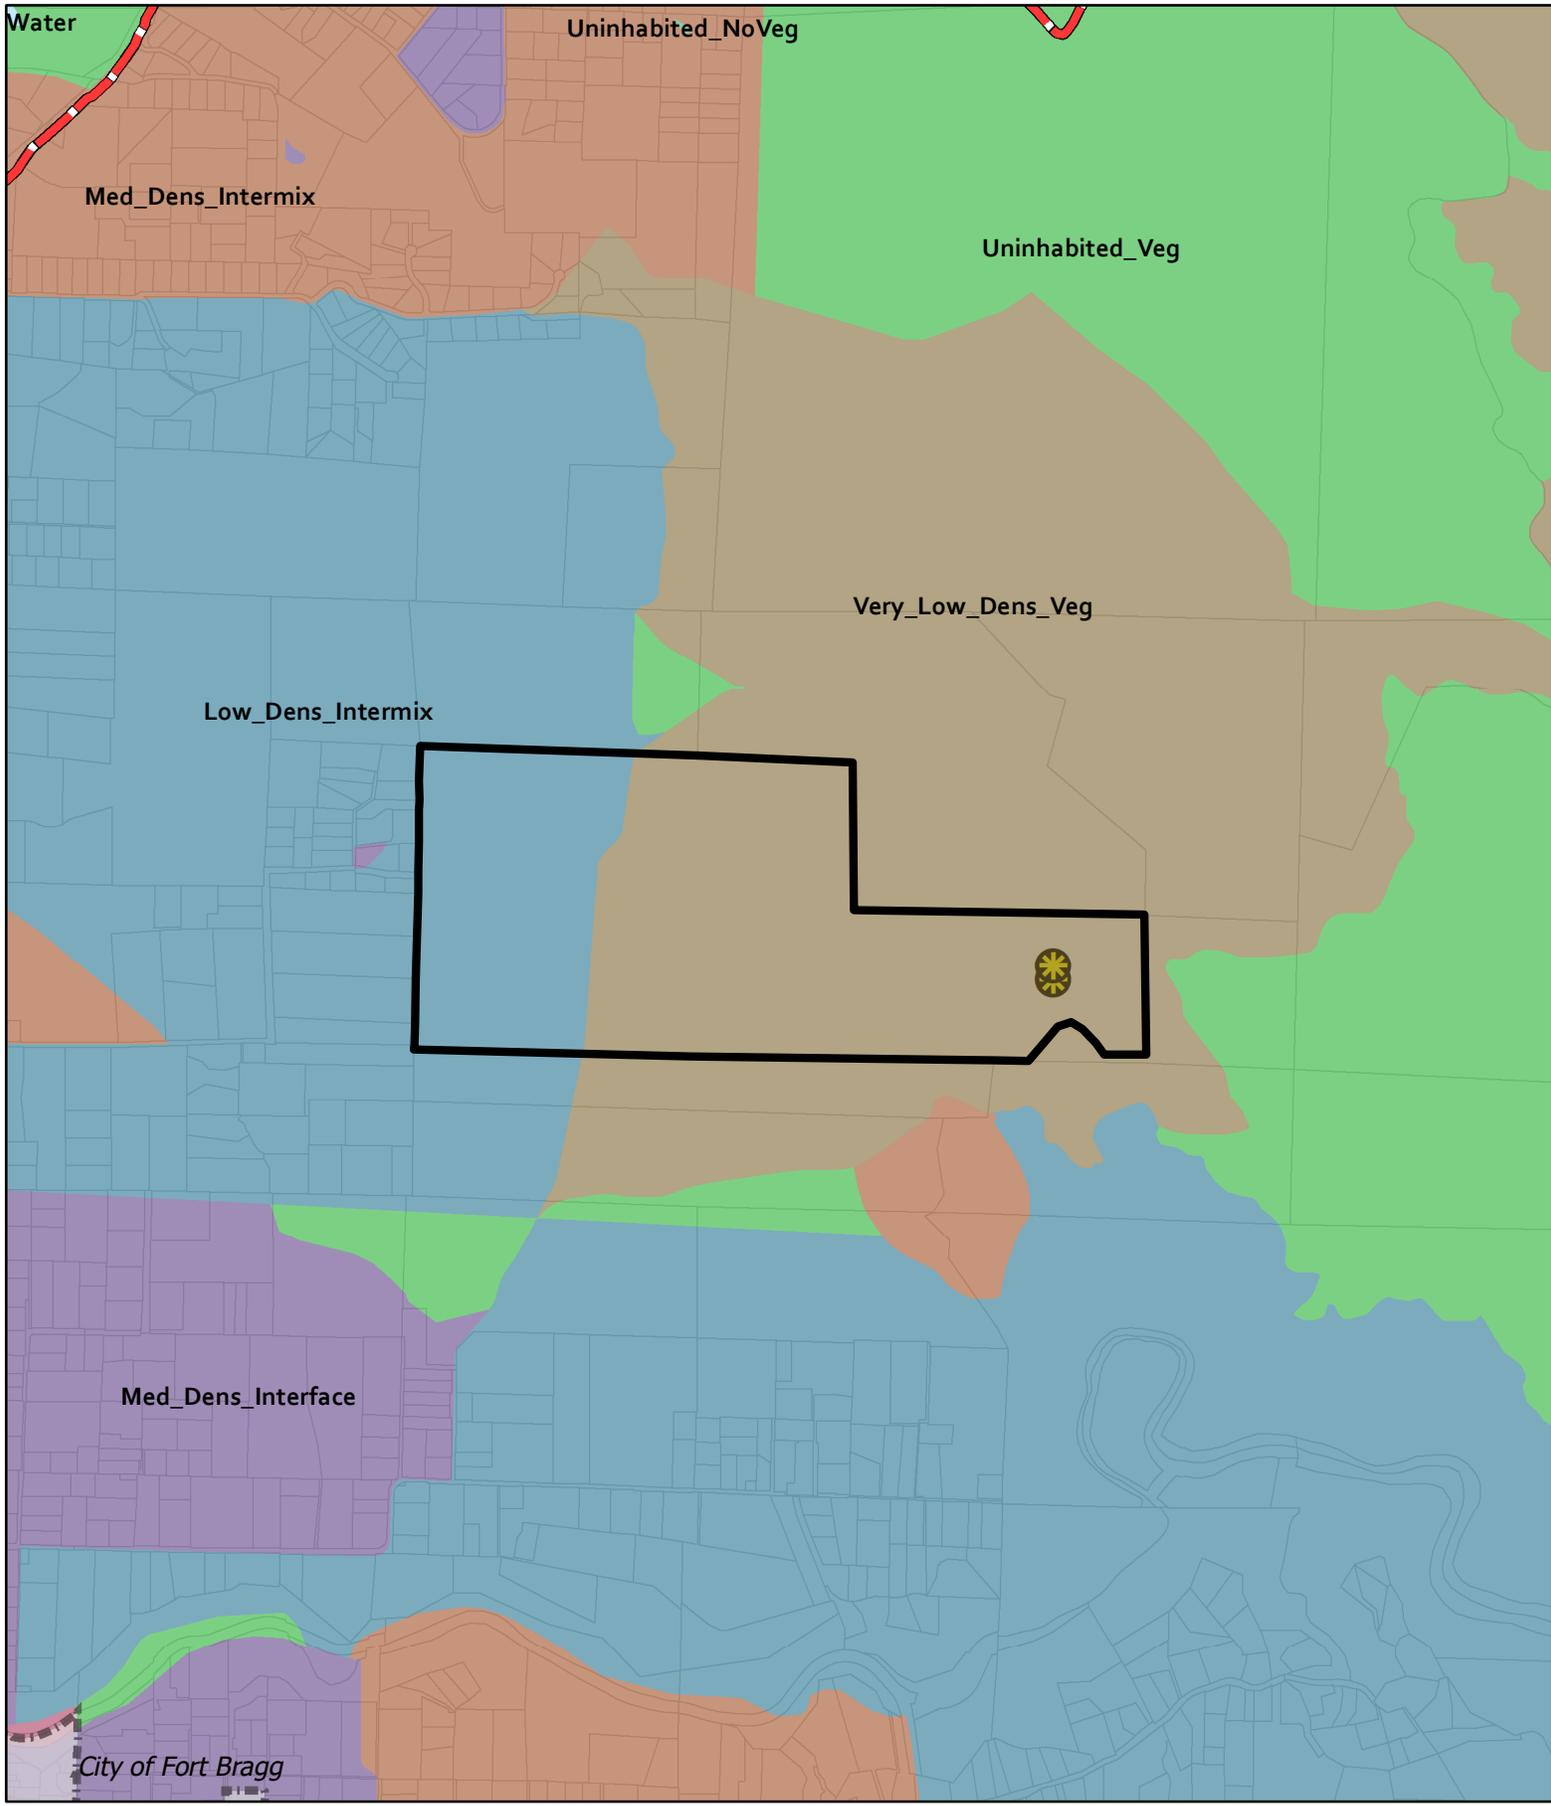 Water
Uninhabited_NoVeg
Med_Dens_Intermix
Uninhabited_Veg
Very_Low_Dens_Veg
Low_Dens_Intermix
Med_Dens_Interface
City of Fort Bragg